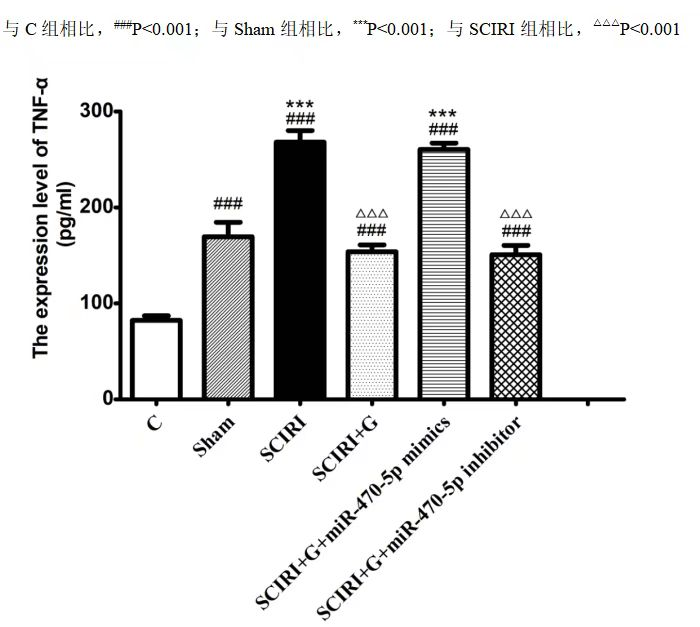 与 C 组相比，###P<0.001；与 Sham 组相比，***P<0.001；与 SCIRI 组相比，△△△P<0.001
The expression level of TNF-α
(pg/ml)
300
200
100
0
###
***
###
△△△
###
***
###
△△△
###
C
Sham
SCIRI
SCIRI+G
SCIRI+G+miR-470-5p mimics
SCIRI+G+miR-470-5p inhibitor